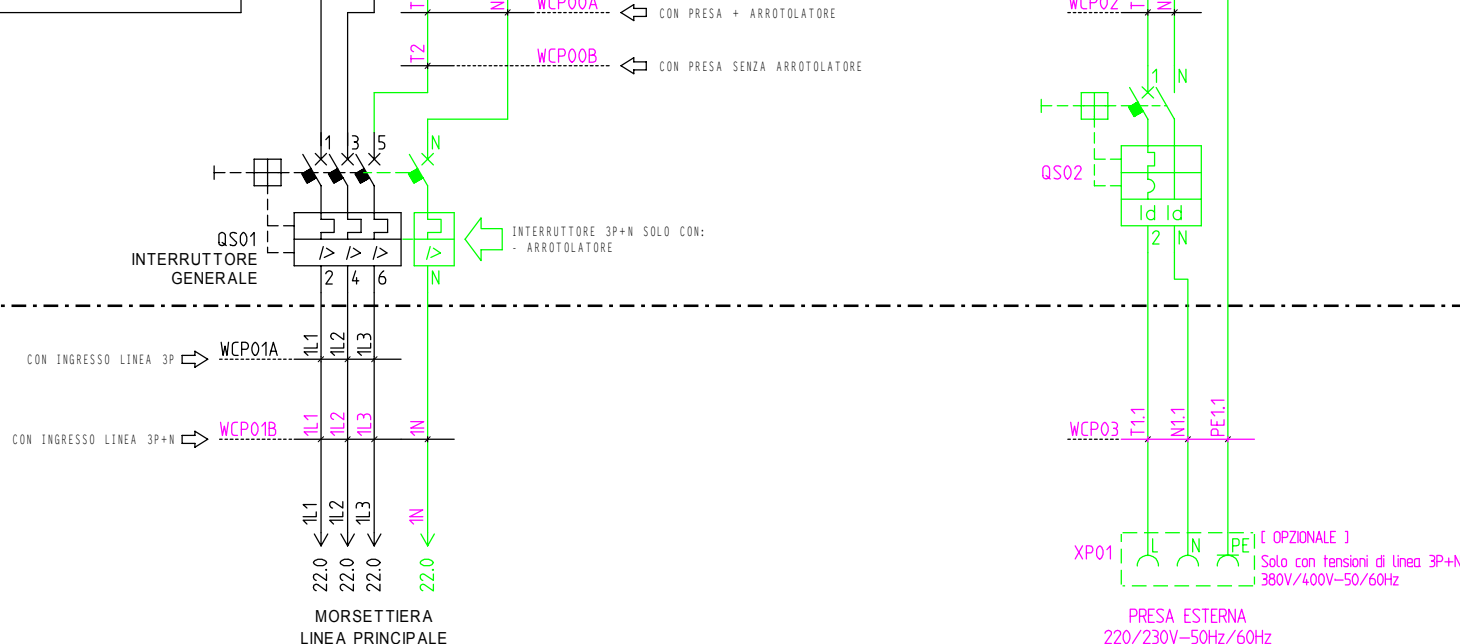 T
N
WCP00A
CON PRESA + ARROTOLATORE
T2
WCP00B
CON PRESA SENZA ARROTOLATORE
1 3 5 N
QS01
INTERRUTTORE
GENERALE
I> I> I> I>
2 4 6 N
INTERRUTTORE 3P+N SOLO CON:
- ARROTOLATORE
CON INGRESSO LINEA 3P
WCP01A
1L1 1L2 1L3
CON INGRESSO LINEA 3P+N
WCP01B
1L1 1L2 1L3 1N
1L1 1L2 1L3 1N
22.0 22.0 22.0 22.0
MORSETTIERA
LINEA PRINCIPALE
WCP02
T N
1 N
QS02
Id Id
2 N
WCP03
T1.1 N1.1 PE1.1
XP01
L N PE
[ OPZIONALE ]
Solo con tensioni di linea 3P+N
380V/400V-50/60Hz
PRESA ESTERNA
220/230V-50Hz/60Hz